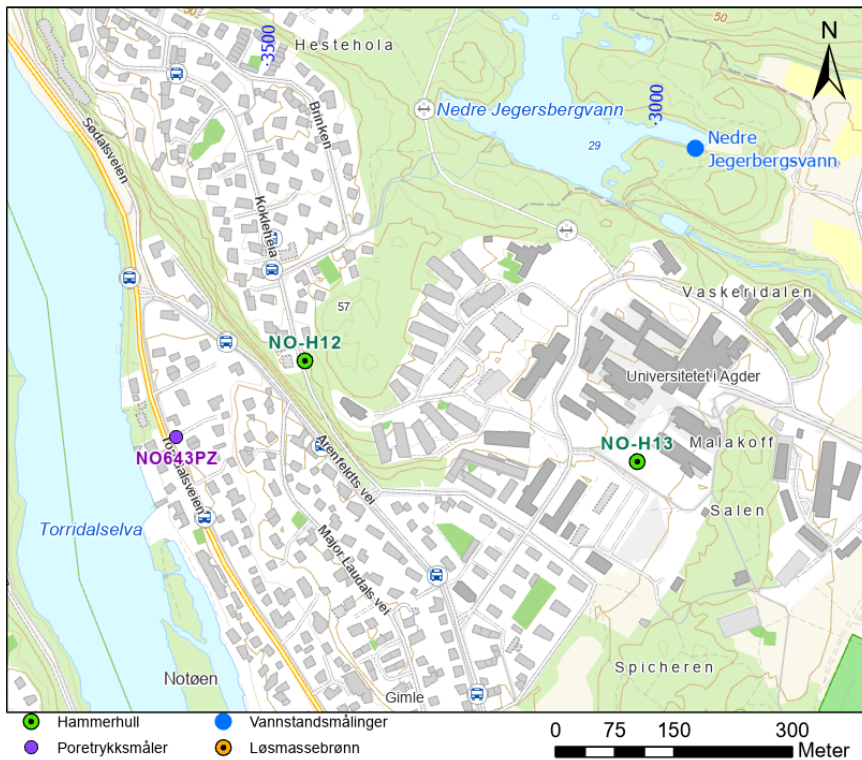 Hestehola
50
N
·3500
·3000
Brinken
Nedre Jegersbergvann
Sødalsveien
29
Nedre
Jegerbergsvann
Kokleheia
Vaskeridalen
57
NO-H12
Universitetet i Agder
NO-H13
Malakoff
NO643PZ
Arenfeldts vei
Torridalsveien
Salen
Torridalselva
Major Laudals vei
Spicheren
Notøen
Gimle
Hammerhull
Vannstandsmålinger
Poretrykksmåler
Løsmassebrønn
0 75 150 300
Meter